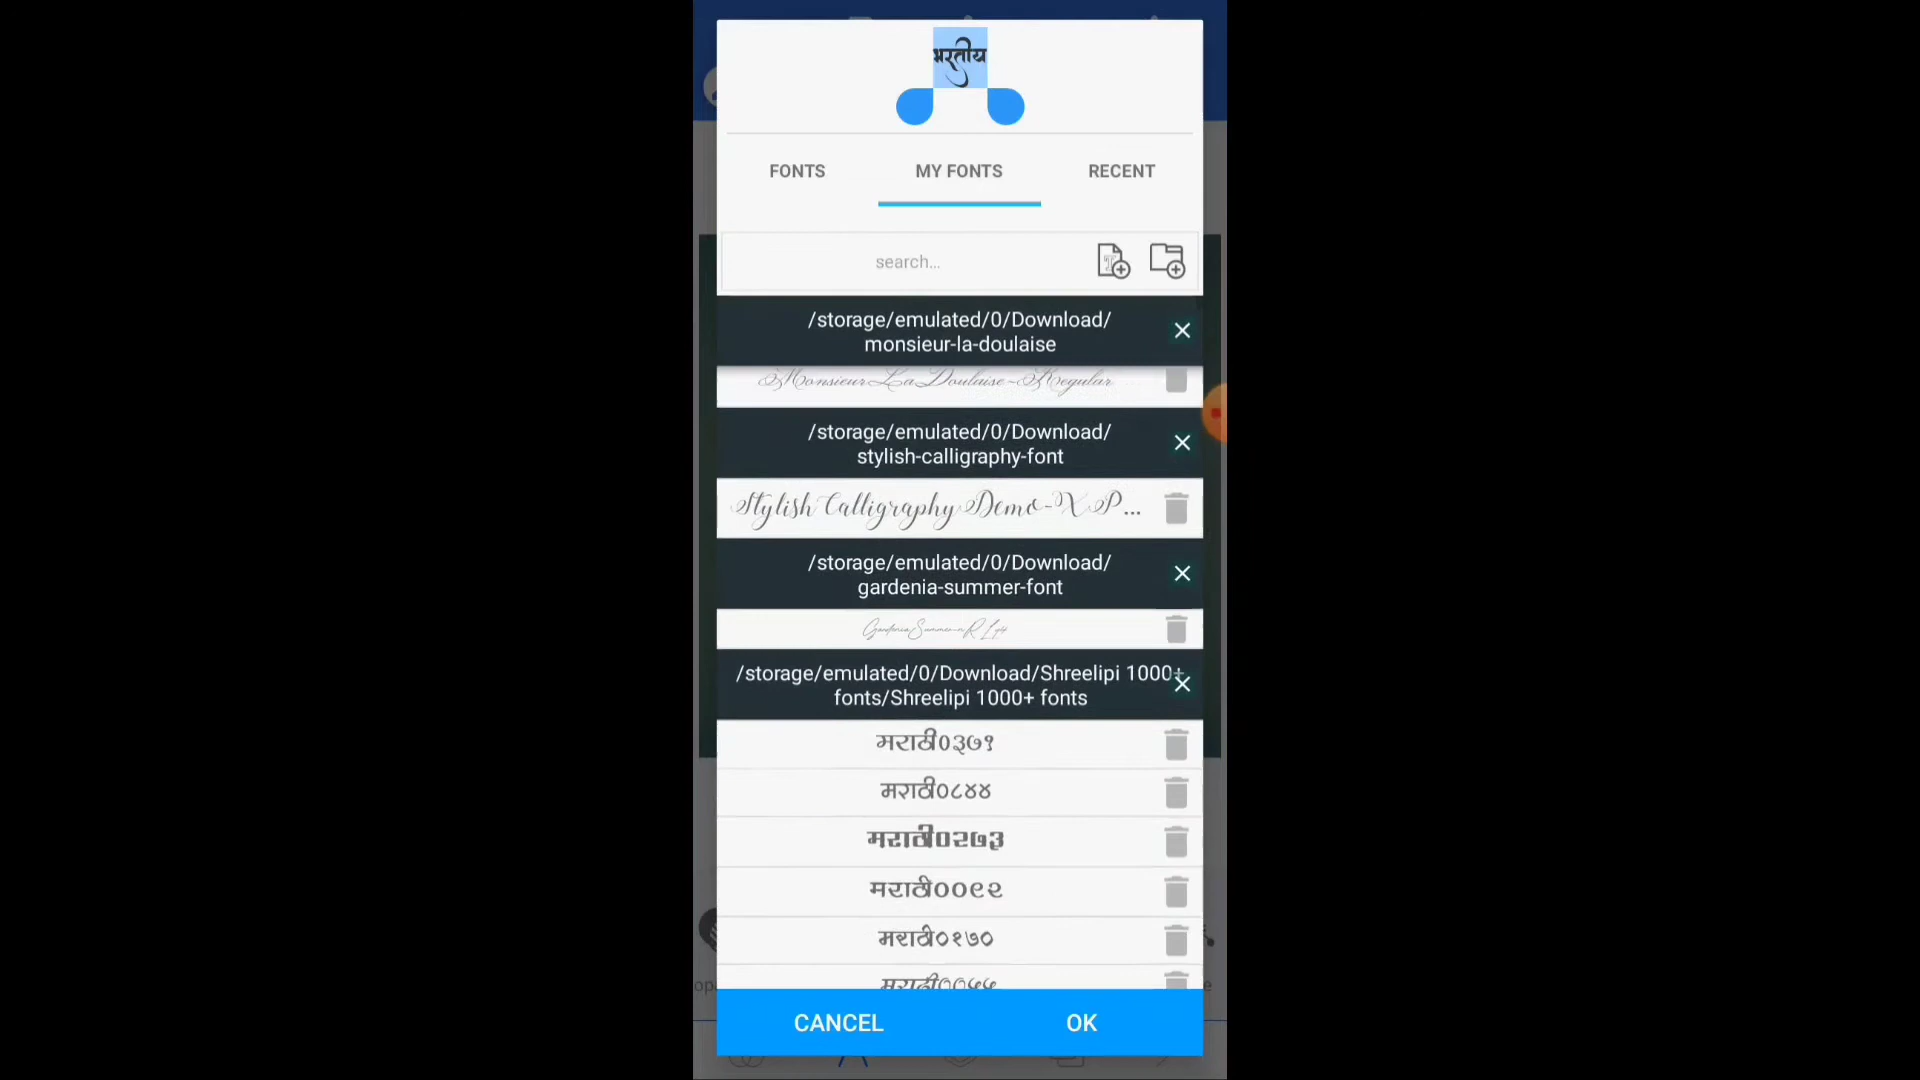 भरतीय
FONTS
MY FONTS
RECENT
search...
/storage/emulated/0/Download/
monsieur-la-doulaise
MonsieurLaDoulaise-Regular
/storage/emulated/0/Download/
stylish-calligraphy-font
Stylish Calligraphy Demo-X P...
/storage/emulated/0/Download/
gardenia-summer-font
/storage/emulated/0/Download/Shreelipi 1000+
fonts/Shreelipi 1000+ fonts
मराठी०३७१
मराठी०८४४
मराठी०२७३
मराठी००९२
मराठी०१७०
मराठी००५५
CANCEL
OK